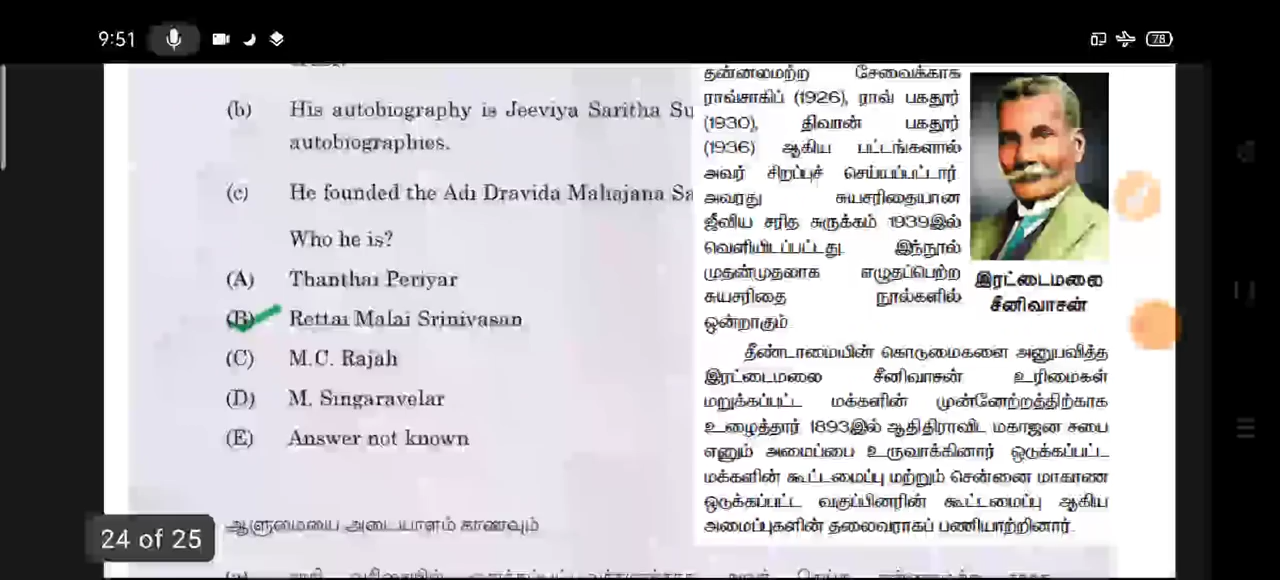 9:51
78
(b) His autobiography is Jeeviya Saritha Su
autobiographies.
(c) He founded the Adi Dravida Mahajana Sa
Who he is?
(A) Thanthai Periyar
(B) Rettai Malai Srinivasan
(C) M.C. Rajah
(D) M. Singaravelar
(E) Answer not known
24 of 25
ஆளுமையை அடையாளம் காணவும்
தன்னலமற்ற சேவைக்காக
ராவ்சாகிப் (1926), ராவ் பகதூர்
(1930), திவான் பகதூர்
(1936) ஆகிய பட்டங்களால்
அவர் சிறப்புச் செய்யப்பட்டார்.
அவரது சுயசரிதையான
ஜீவிய சரித சுருக்கம் 1939இல்
வெளியிடப்பட்டது. இந்நூல்
முதன்முதலாக எழுதப்பெற்ற
சுயசரிதை நூல்களில்
ஒன்றாகும்.
இரட்டைமலை
சீனிவாசன்
தீண்டாமையின் கொடுமைகளை அனுபவித்த
இரட்டைமலை சீனிவாசன் உரிமைகள்
மறுக்கப்பட்ட மக்களின் முன்னேற்றத்திற்காக
உழைத்தார். 1893இல் ஆதிதிராவிட மகாஜன சபை
எனும் அமைப்பை உருவாக்கினார். ஒடுக்கப்பட்ட
மக்களின் கூட்டமைப்பு மற்றும் சென்னை மாகாண
ஒடுக்கப்பட்ட வகுப்பினரின் கூட்டமைப்பு ஆகிய
அமைப்புகளின் தலைவராகப் பணியாற்றினார்.